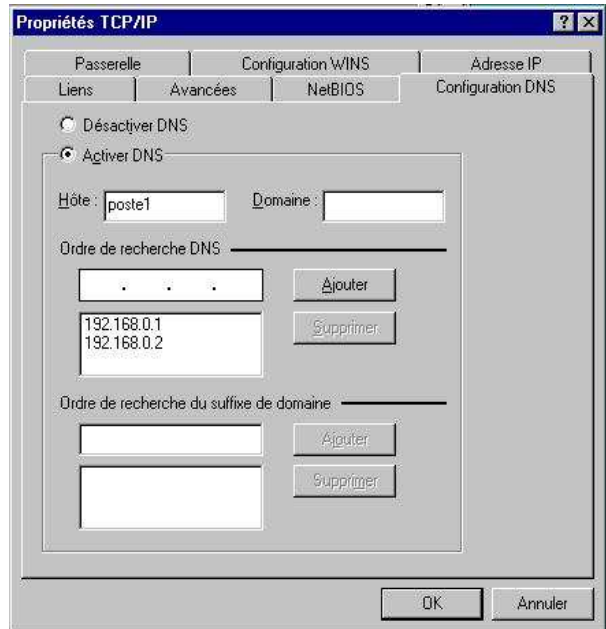 Propriétés TCP/IP
Passerelle Configuration WINS Adresse IP
Liens Avancées NetBIOS Configuration DNS
Désactiver DNS
Activer DNS
Hôte : poste1 Domaine :
Ordre de recherche DNS
. . . Ajouter
192.168.0.1 Supprimer
192.168.0.2
Ordre de recherche du suffixe de domaine
Ajouter
Supprimer
OK Annuler